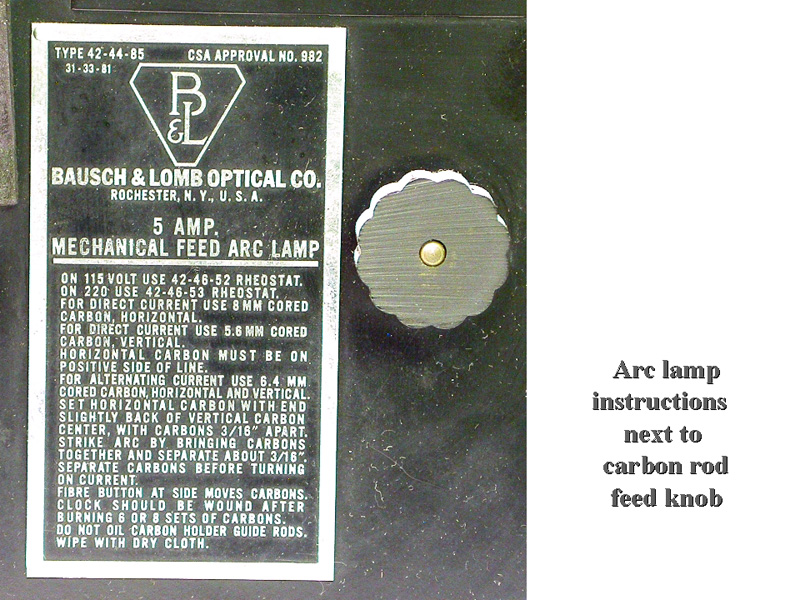 TYPE 42-44-85 CSA APPROVAL NO. 982
31-33-81
B
&L
BAUSCH & LOMB OPTICAL CO.
ROCHESTER, N. Y., U. S. A.
5 AMP.
MECHANICAL FEED ARC LAMP
ON 115 VOLT USE 42-46-52 RHEOSTAT.
ON 220 USE 42-46-53 RHEOSTAT.
FOR DIRECT CURRENT USE 8 MM CORED
CARBON, HORIZONTAL.
FOR DIRECT CURRENT USE 5.6 MM CORED
CARBON, VERTICAL.
HORIZONTAL CARBON MUST BE ON
POSITIVE SIDE OF LINE.
FOR ALTERNATING CURRENT USE 6.4 MM
CORED CARBON, HORIZONTAL AND VERTICAL.
SET HORIZONTAL CARBON WITH END
SLIGHTLY BACK OF VERTICAL CARBON
CENTER, WITH CARBONS 3/16" APART.
STRIKE ARC BY BRINGING CARBONS
TOGETHER AND SEPARATE ABOUT 3/16".
SEPARATE CARBONS BEFORE TURNING
ON CURRENT.
FIBRE BUTTON AT SIDE MOVES CARBONS.
CLOCK SHOULD BE WOUND AFTER
BURNING 6 OR 8 SETS OF CARBONS.
DO NOT OIL CARBON HOLDER GUIDE RODS.
WIPE WITH DRY CLOTH.
Arc lamp
instructions
next to
carbon rod
feed knob